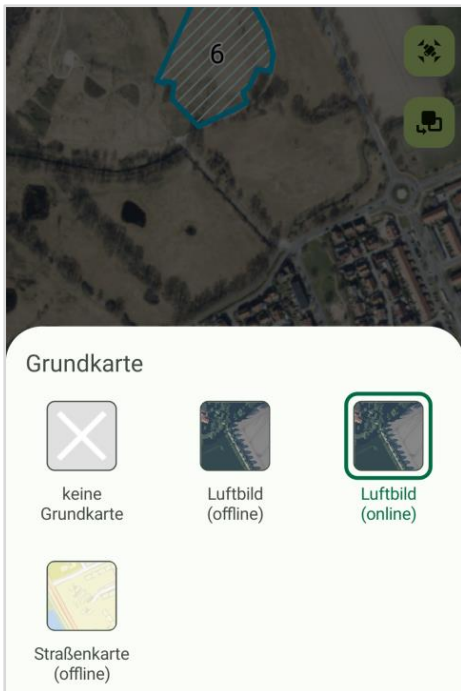 6
Grundkarte
keine
Grundkarte
Luftbild
(offline)
Luftbild
(online)
Straßenkarte
(offline)